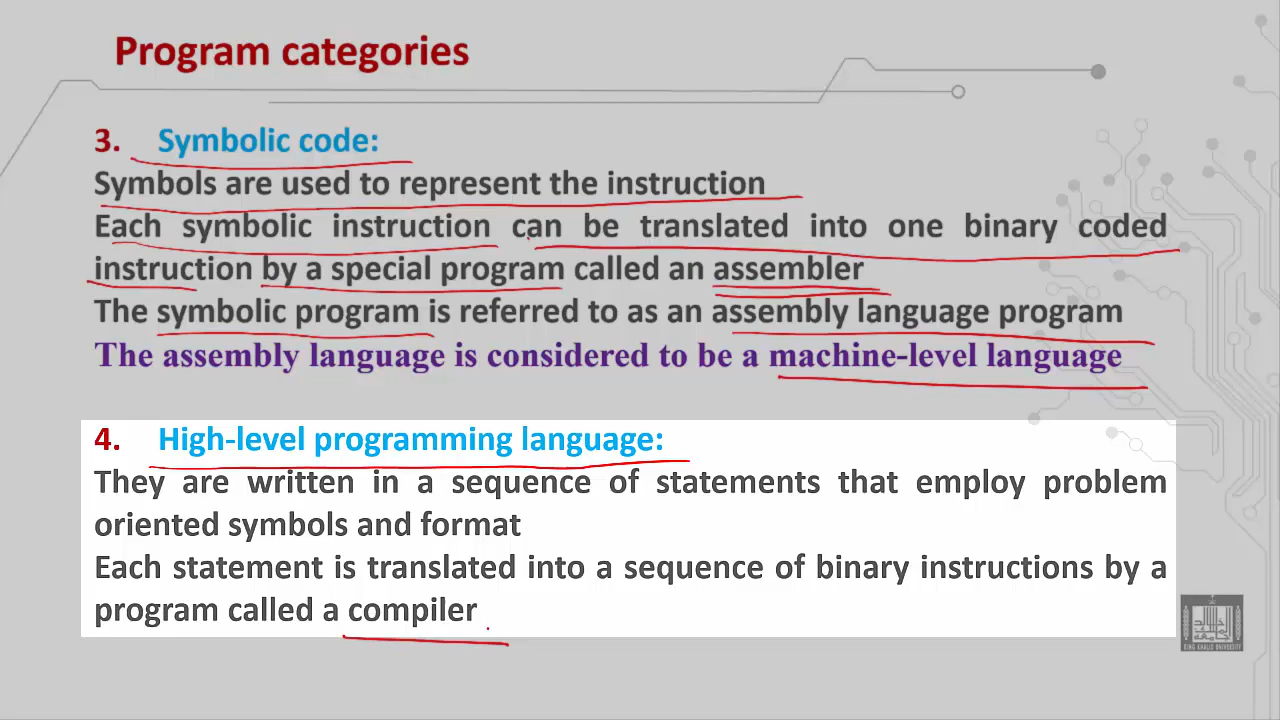 Program categories
3. Symbolic code:
Symbols are used to represent the instruction
Each symbolic instruction can be translated into one binary coded
instruction by a special program called an assembler
The symbolic program is referred to as an assembly language program
The assembly language is considered to be a machine-level language
4. High-level programming language:
They are written in a sequence of statements that employ problem
oriented symbols and format
Each statement is translated into a sequence of binary instructions by a
program called a compiler
KING KHALID UNIVERSITY